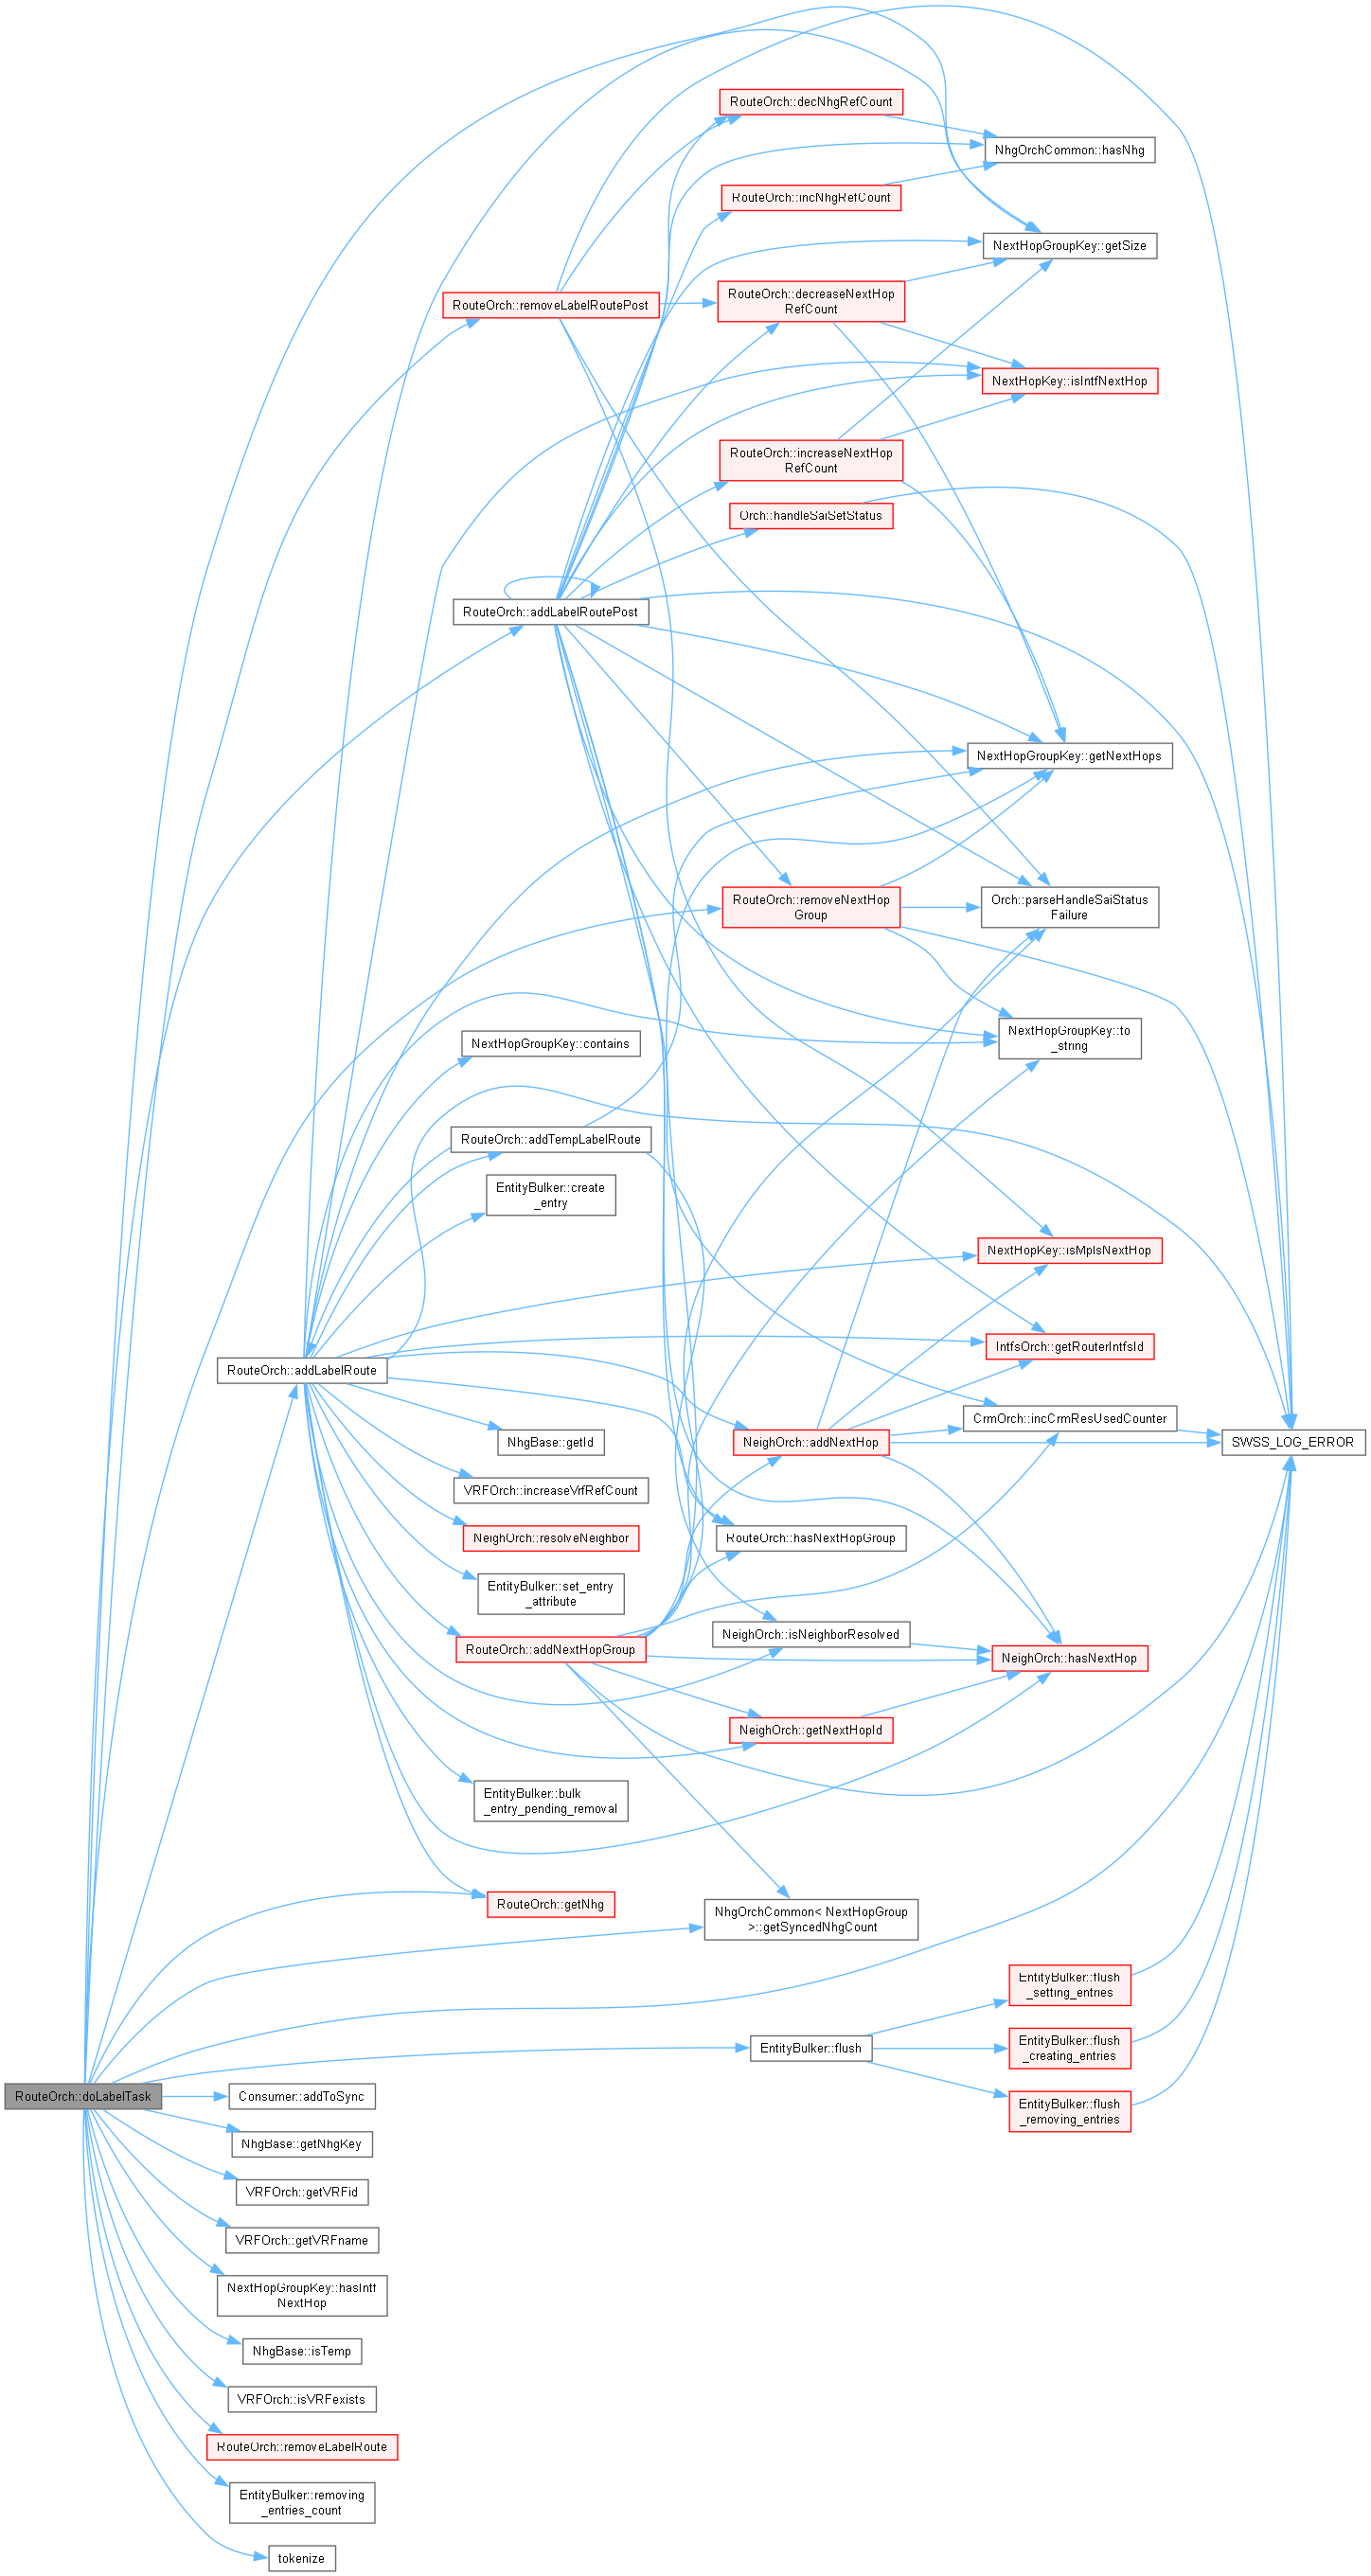 RouteOrch::decNhgRefCount
NhgOrchCommon::hasNhg
RouteOrch::incNhgRefCount
NextHopGroupKey::getSize
RouteOrch::removeLabelRoutePost
RouteOrch::decreaseNextHop
RefCount
NextHopKey::isIntfNextHop
RouteOrch::increaseNextHop
RefCount
Orch::handleSaiSetStatus
RouteOrch::addLabelRoutePost
NextHopGroupKey::getNextHops
RouteOrch::removeNextHop
Group
Orch::parseHandleSaiStatus
Failure
NextHopGroupKey::to
_string
NextHopGroupKey::contains
RouteOrch::addTempLabelRoute
EntityBulker::create
_entry
NextHopKey::isMplsNextHop
IntfsOrch::getRouterIntfsId
RouteOrch::addLabelRoute
CrmOrch::incCrmResUsedCounter
NhgBase::getId
NeighOrch::addNextHop
SWSS_LOG_ERROR
VRFOrch::increaseVrfRefCount
NeighOrch::resolveNeighbor
RouteOrch::hasNextHopGroup
EntityBulker::set_entry
_attribute
NeighOrch::isNeighborResolved
RouteOrch::addNextHopGroup
NeighOrch::hasNextHop
NeighOrch::getNextHopId
EntityBulker::bulk
_entry_pending_removal
RouteOrch::getNhg
NhgOrchCommon< NextHopGroup
>::getSyncedNhgCount
EntityBulker::flush
_setting_entries
EntityBulker::flush
EntityBulker::flush
_creating_entries
RouteOrch::doLabelTask
Consumer::addToSync
EntityBulker::flush
_removing_entries
NhgBase::getNhgKey
VRFOrch::getVRFid
VRFOrch::getVRFname
NextHopGroupKey::hasIntf
NextHop
NhgBase::isTemp
VRFOrch::isVRFexists
RouteOrch::removeLabelRoute
EntityBulker::removing
_entries_count
tokenize